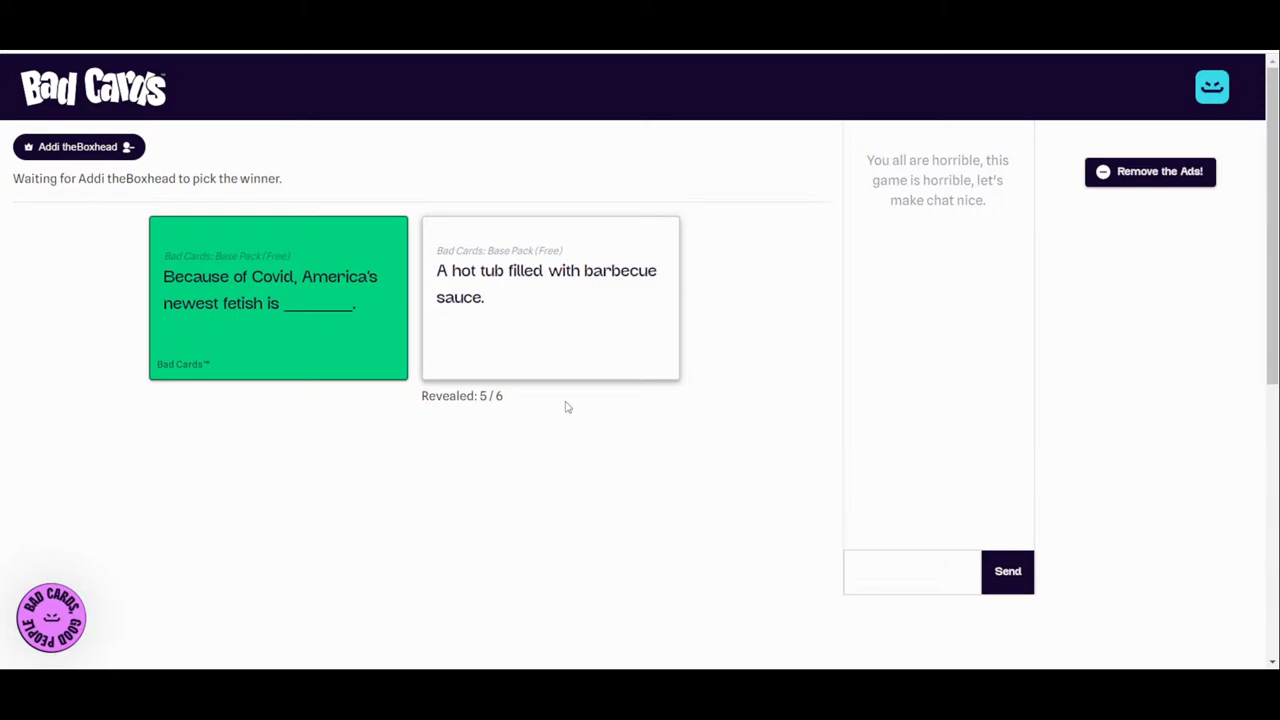 Bad Cards™
Addi theBoxhead
Waiting for Addi theBoxhead to pick the winner.
Bad Cards: Base Pack (Free)
Because of Covid, America's
newest fetish is ________.
Bad Cards™
Bad Cards: Base Pack (Free)
A hot tub filled with barbecue
sauce.
Revealed: 5 / 6
You all are horrible, this
game is horrible, let's
make chat nice.
Send
Remove the Ads!
BAD CARDS,
GOOD PEOPLE